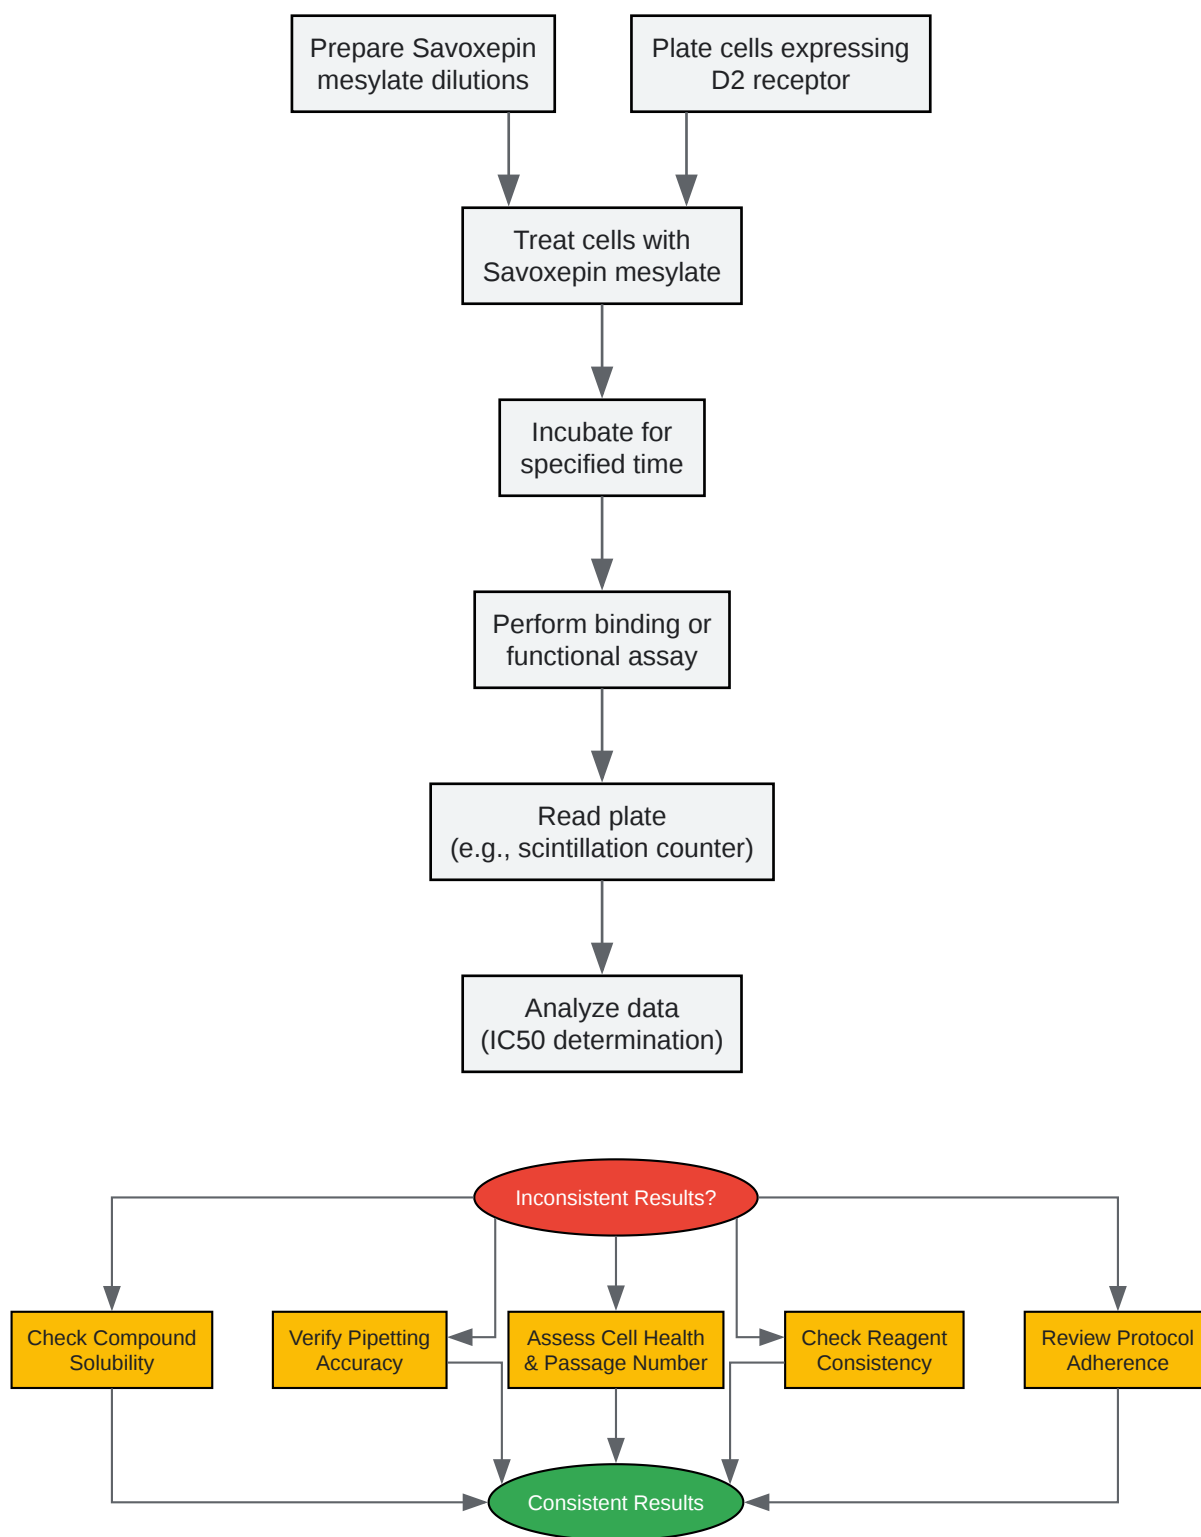 Prepare Savoxepin
mesylate dilutions
Plate cells expressing
D2 receptor
Treat cells with
Savoxepin mesylate
Incubate for
specified time
Perform binding or
functional assay
Read plate
(e.g., scintillation counter)
Analyze data
(IC50 determination)
Inconsistent Results?
Check Compound
Solubility
Verify Pipetting
Accuracy
Assess Cell Health
& Passage Number
Check Reagent
Consistency
Review Protocol
Adherence
Consistent Results